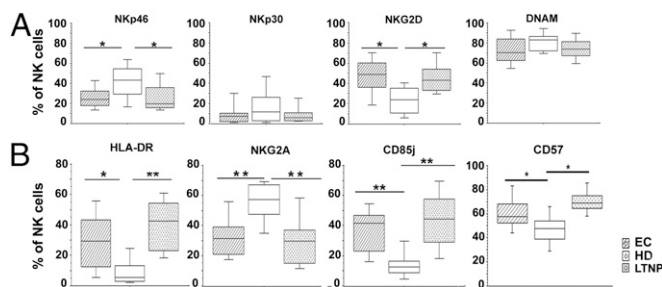 A
NKp46 NKp30 NKG2D DNAM
% of NK cells
100 100 100 100
80 80 80 80
60 60 60 60
40 40 40 40
20 20 20 20
0 0 0 0
* * * *
B
HLA-DR NKG2A CD85j CD57
% of NK cells
80 80 80 100
60 60 60 80
40 40 40 60
20 20 20 40
0 0 0 20
0
* ** ** ** ** ** * *
EC
HD
LTNP